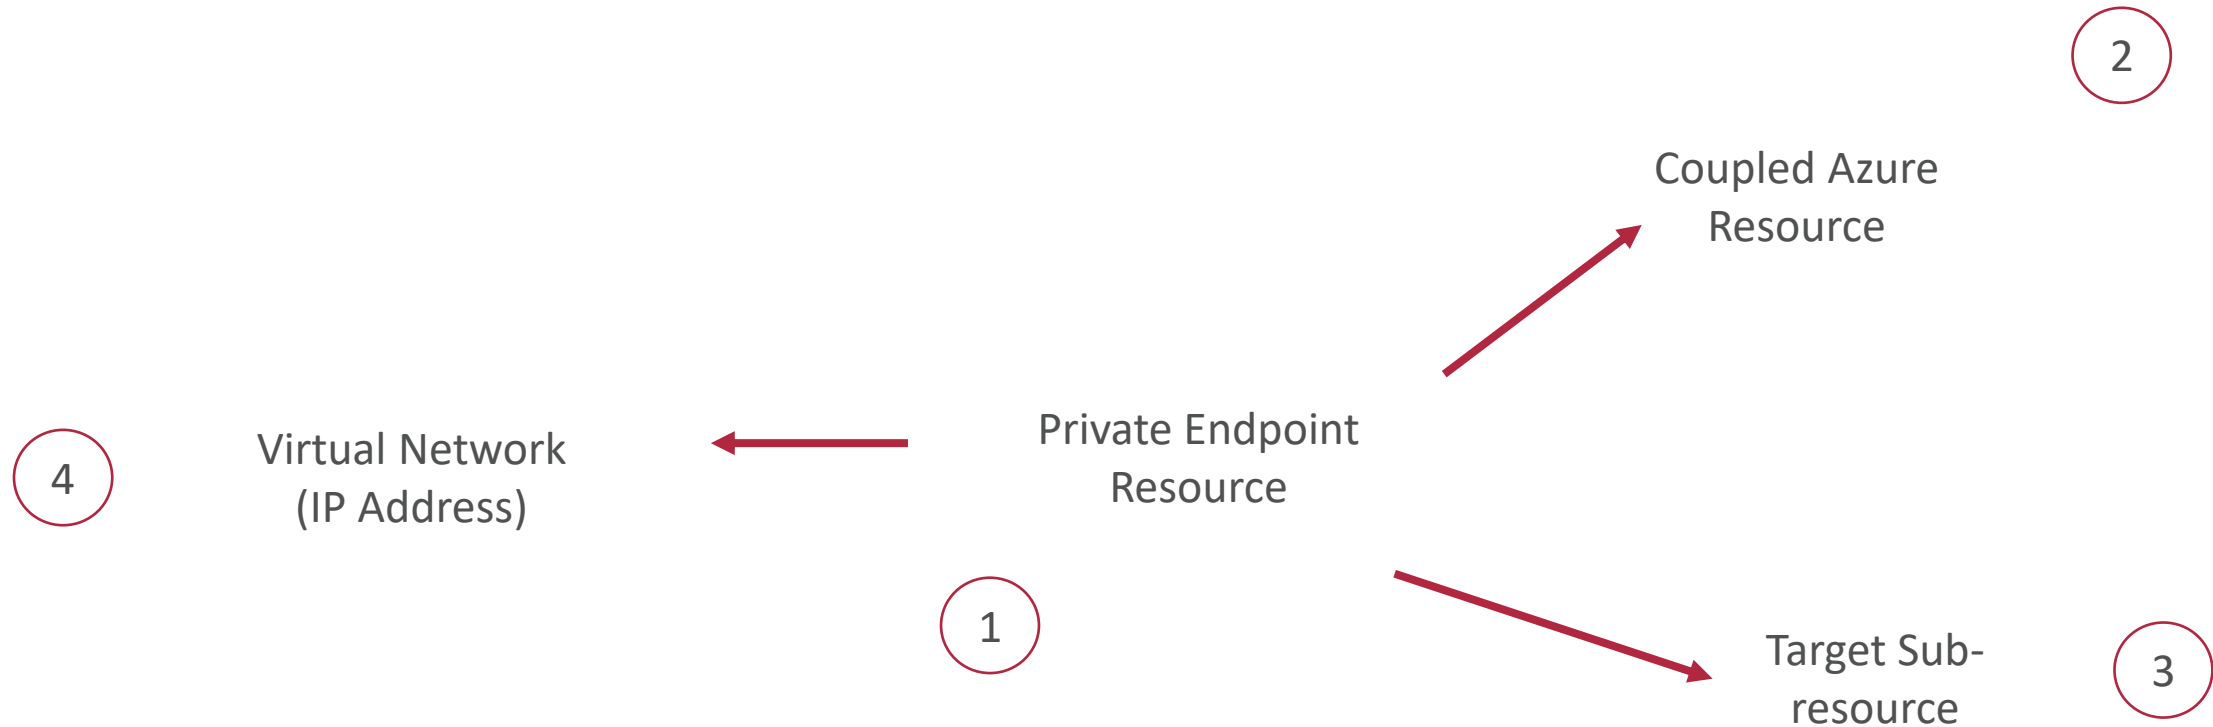 2
Coupled Azure
Resource
Private Endpoint
Resource
Virtual Network
(IP Address)
4
1
Target Sub-
resource
3